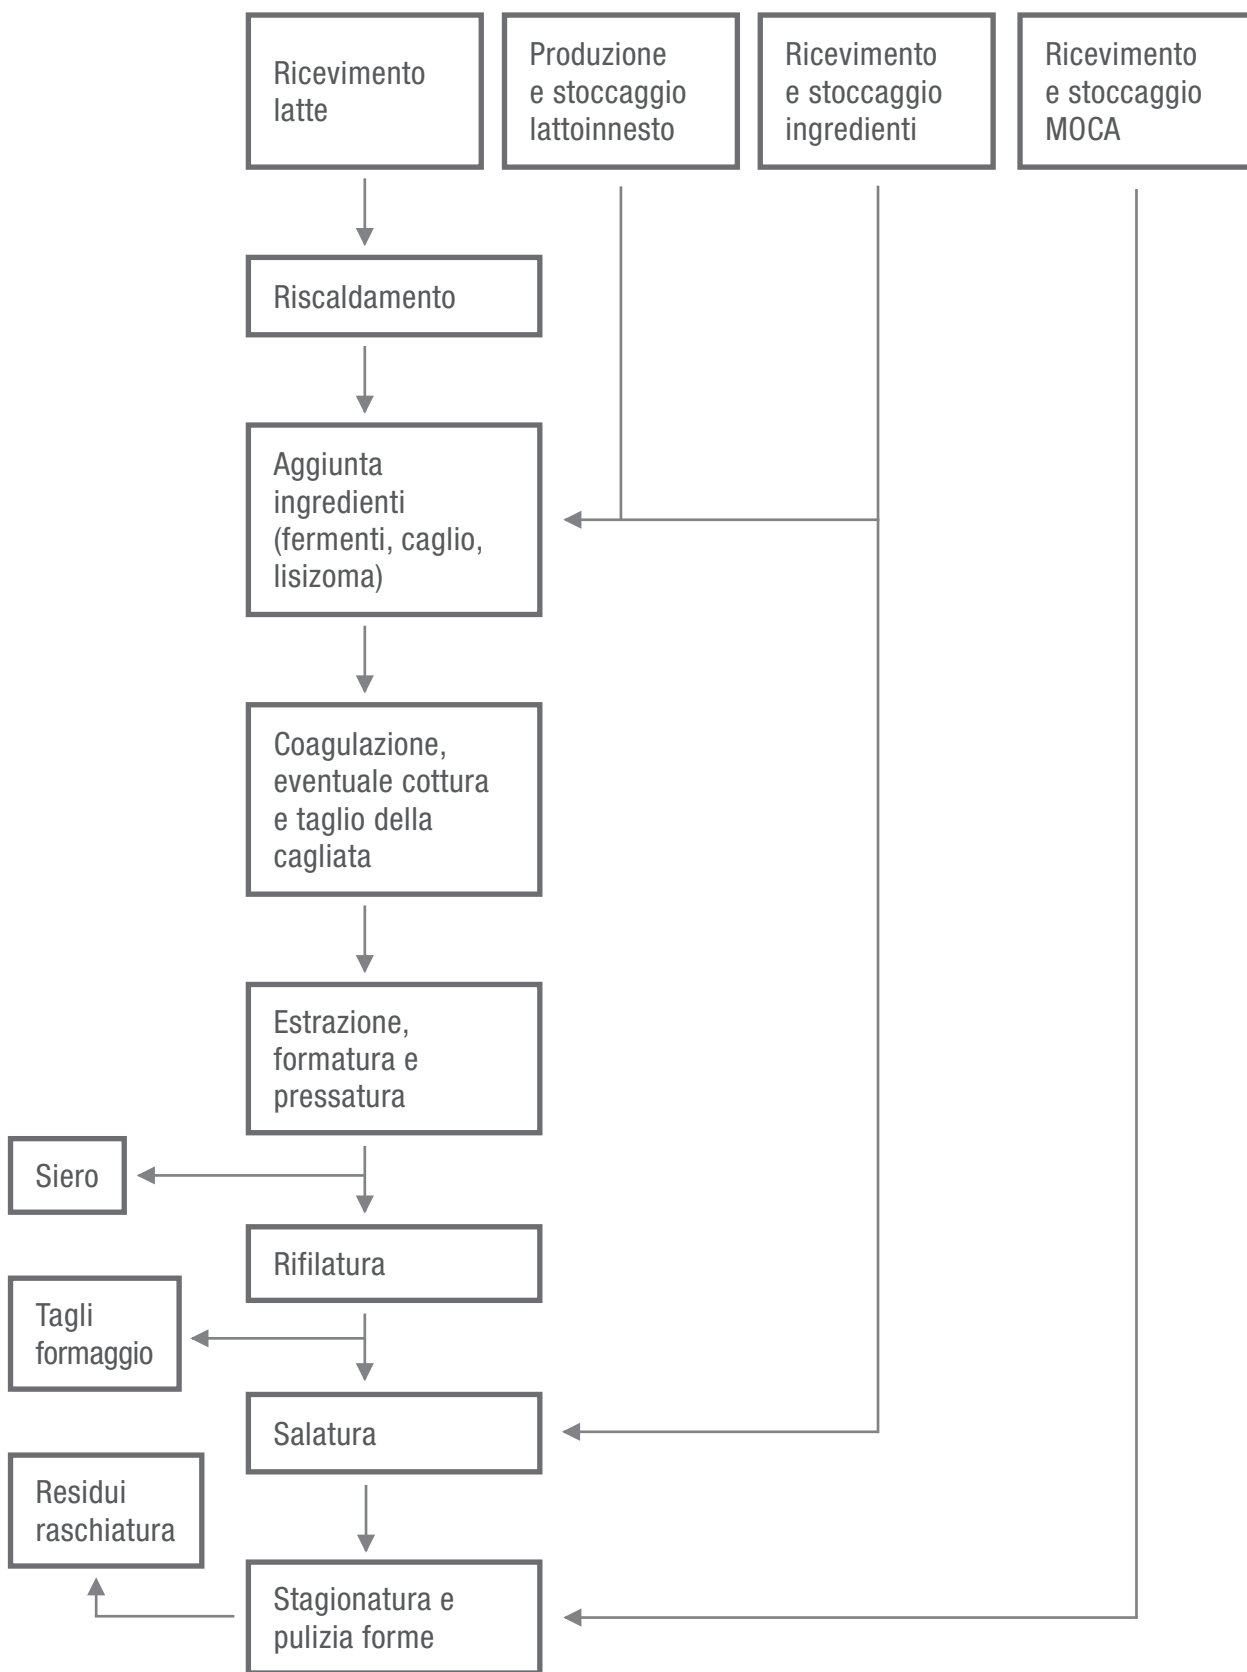 Ricevimento
latte
Produzione
e stoccaggio
lattoinnesto
Ricevimento
e stoccaggio
ingredienti
Ricevimento
e stoccaggio
MOCA
Riscaldamento
Aggiunta
ingredienti
(fermenti, caglio,
lisizoma)
Coagulazione,
eventuale cottura
e taglio della
cagliata
Estrazione,
formatura e
pressatura
Siero
Rifilatura
Tagli
formaggio
Salatura
Residui
raschiatura
Stagionatura e
pulizia forme